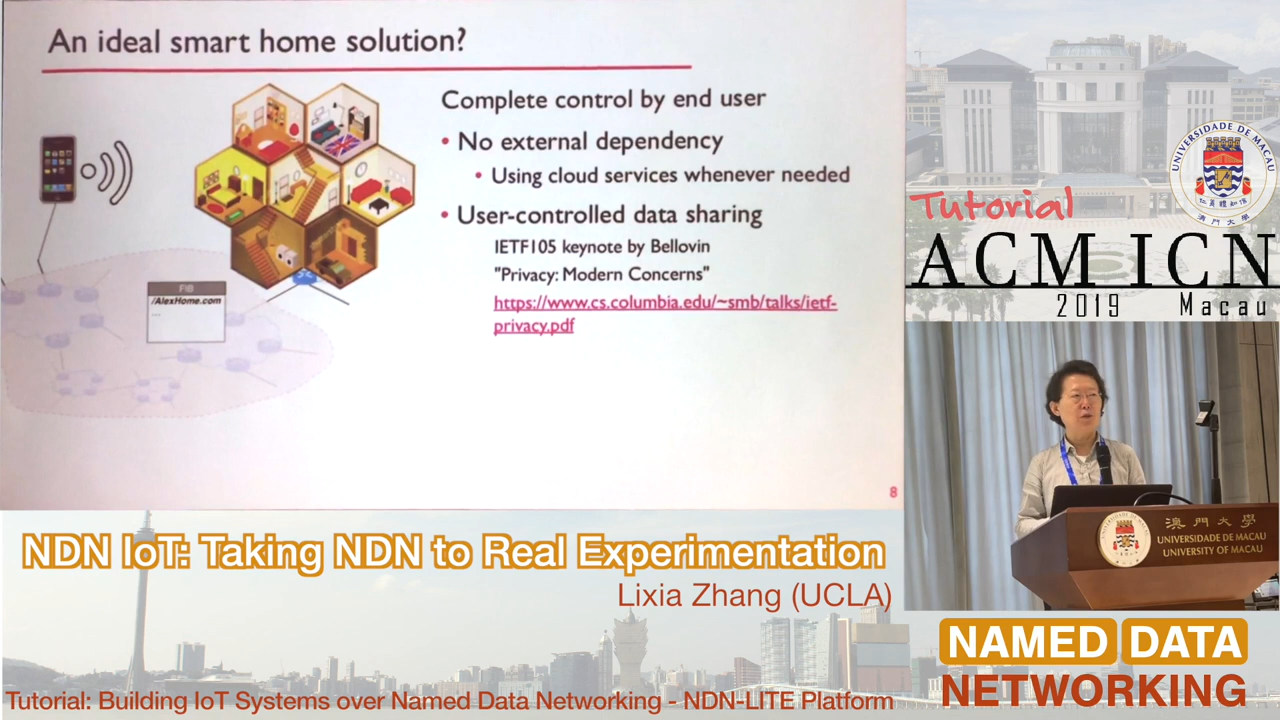 An ideal smart home solution?
Complete control by end user
• No external dependency
• Using cloud services whenever needed
• User-controlled data sharing
IETF105 keynote by Bellovin
"Privacy: Modern Concerns"
https://www.cs.columbia.edu/~smb/talks/ietf-
privacy.pdf
FIB
/AlexHome.com
...
8
UNIVERSIDADE DE MACAU
澳門大學
Tutorial
ACM ICN
2019 Macau
澳門大學
UNIVERSIDADE DE MACAU
UNIVERSITY OF MACAU
NDN IoT: Taking NDN to Real Experimentation
Lixia Zhang (UCLA)
NAMED DATA
NETWORKING
Tutorial: Building IoT Systems over Named Data Networking - NDN-LITE Platform